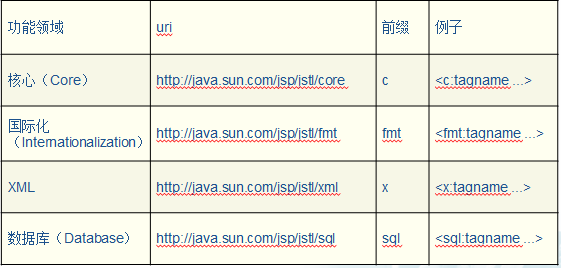 功能领域 uri 前缀 例子
核心（Core） http://java.sun.com/jsp/jstl/core c <c:tagname ...>
国际化
（Internationalization） http://java.sun.com/jsp/jstl/fmt fmt <fmt:tagname ...>
XML http://java.sun.com/jsp/jstl/xml x <x:tagname ...>
数据库（Database） http://java.sun.com/jsp/jstl/sql sql <sql:tagname ...>